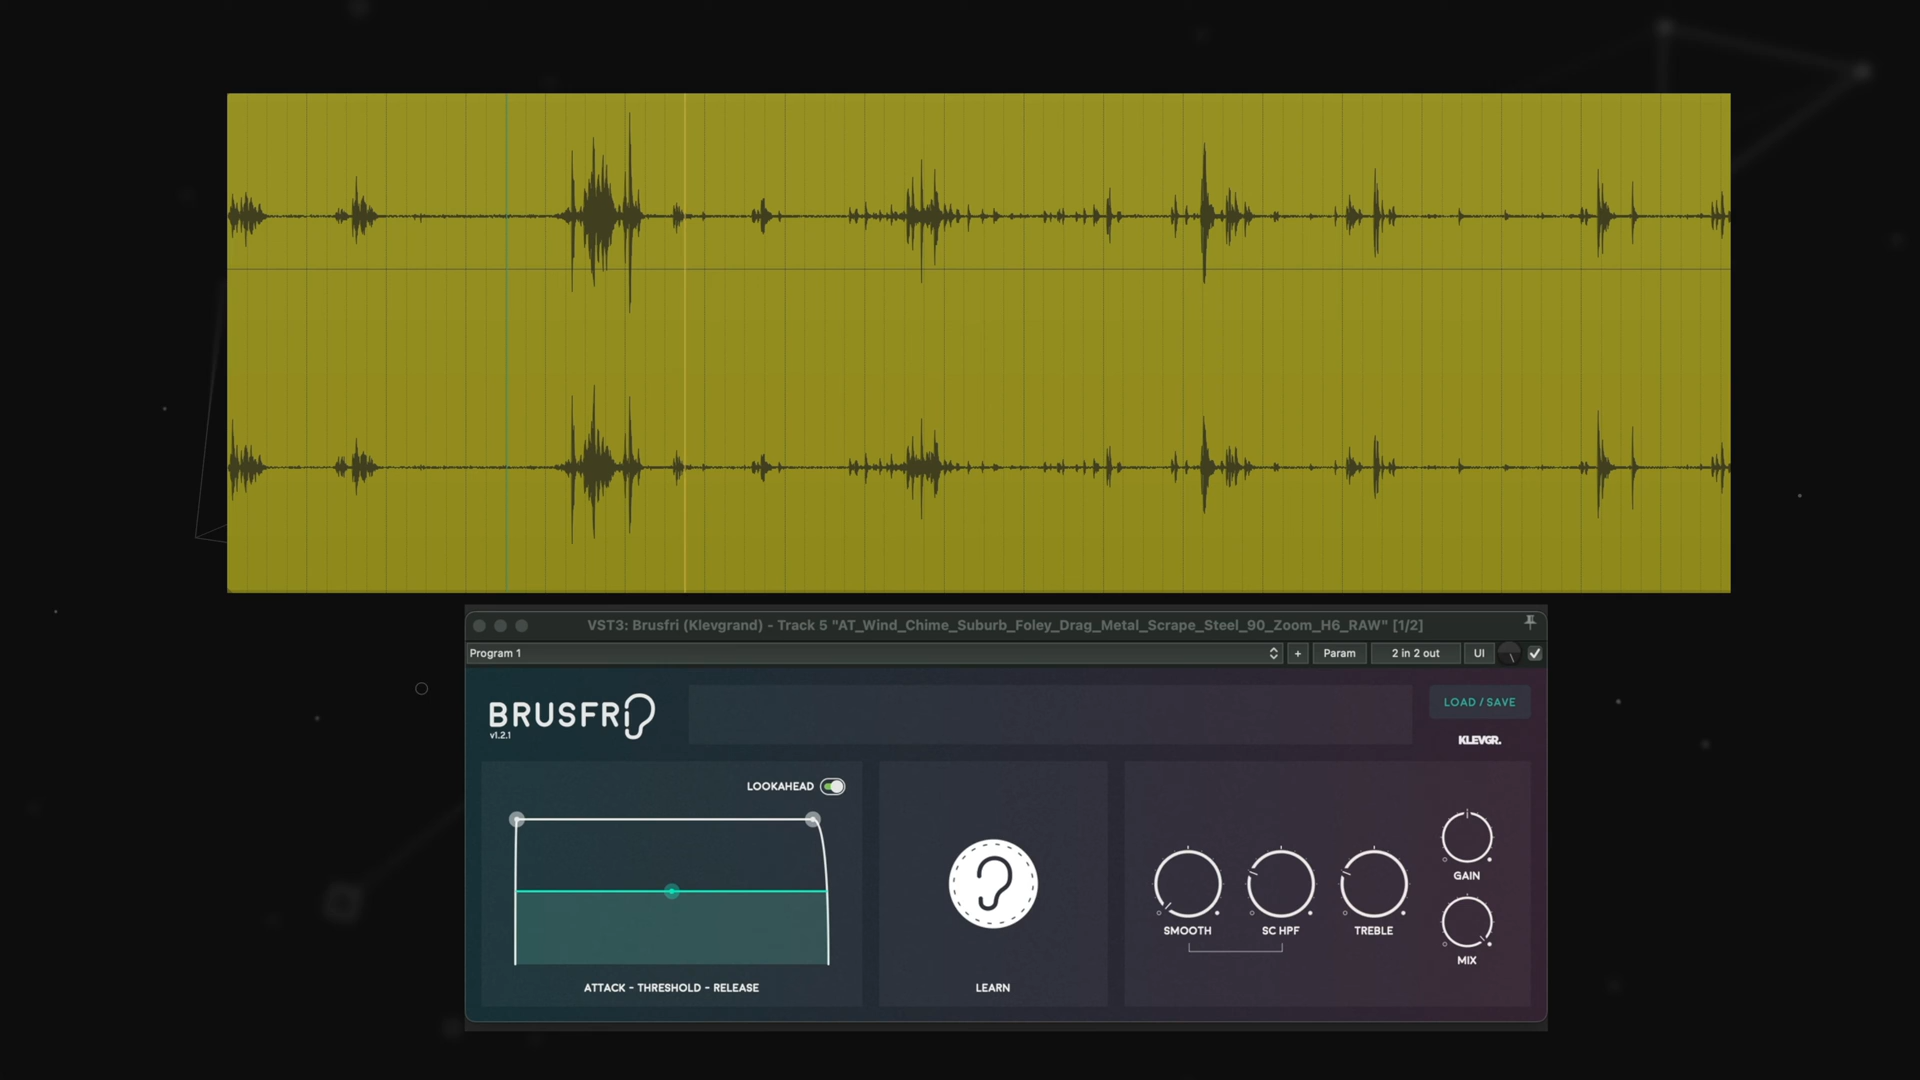 VST3: Brusfri (Klevgrand) - Track 5 "AT_Wind_Chime_Suburb_Foley_Drag_Metal_Scrape_Steel_90_Zoom_H6_RAW" [1/2]
Program 1
+
Param
2 in 2 out
UI
BRUSFRI
v1.2.1
LOAD / SAVE
KLEVGR.
LOOKAHEAD
ATTACK - THRESHOLD - RELEASE
LEARN
SMOOTH
SC HPF
TREBLE
GAIN
MIX